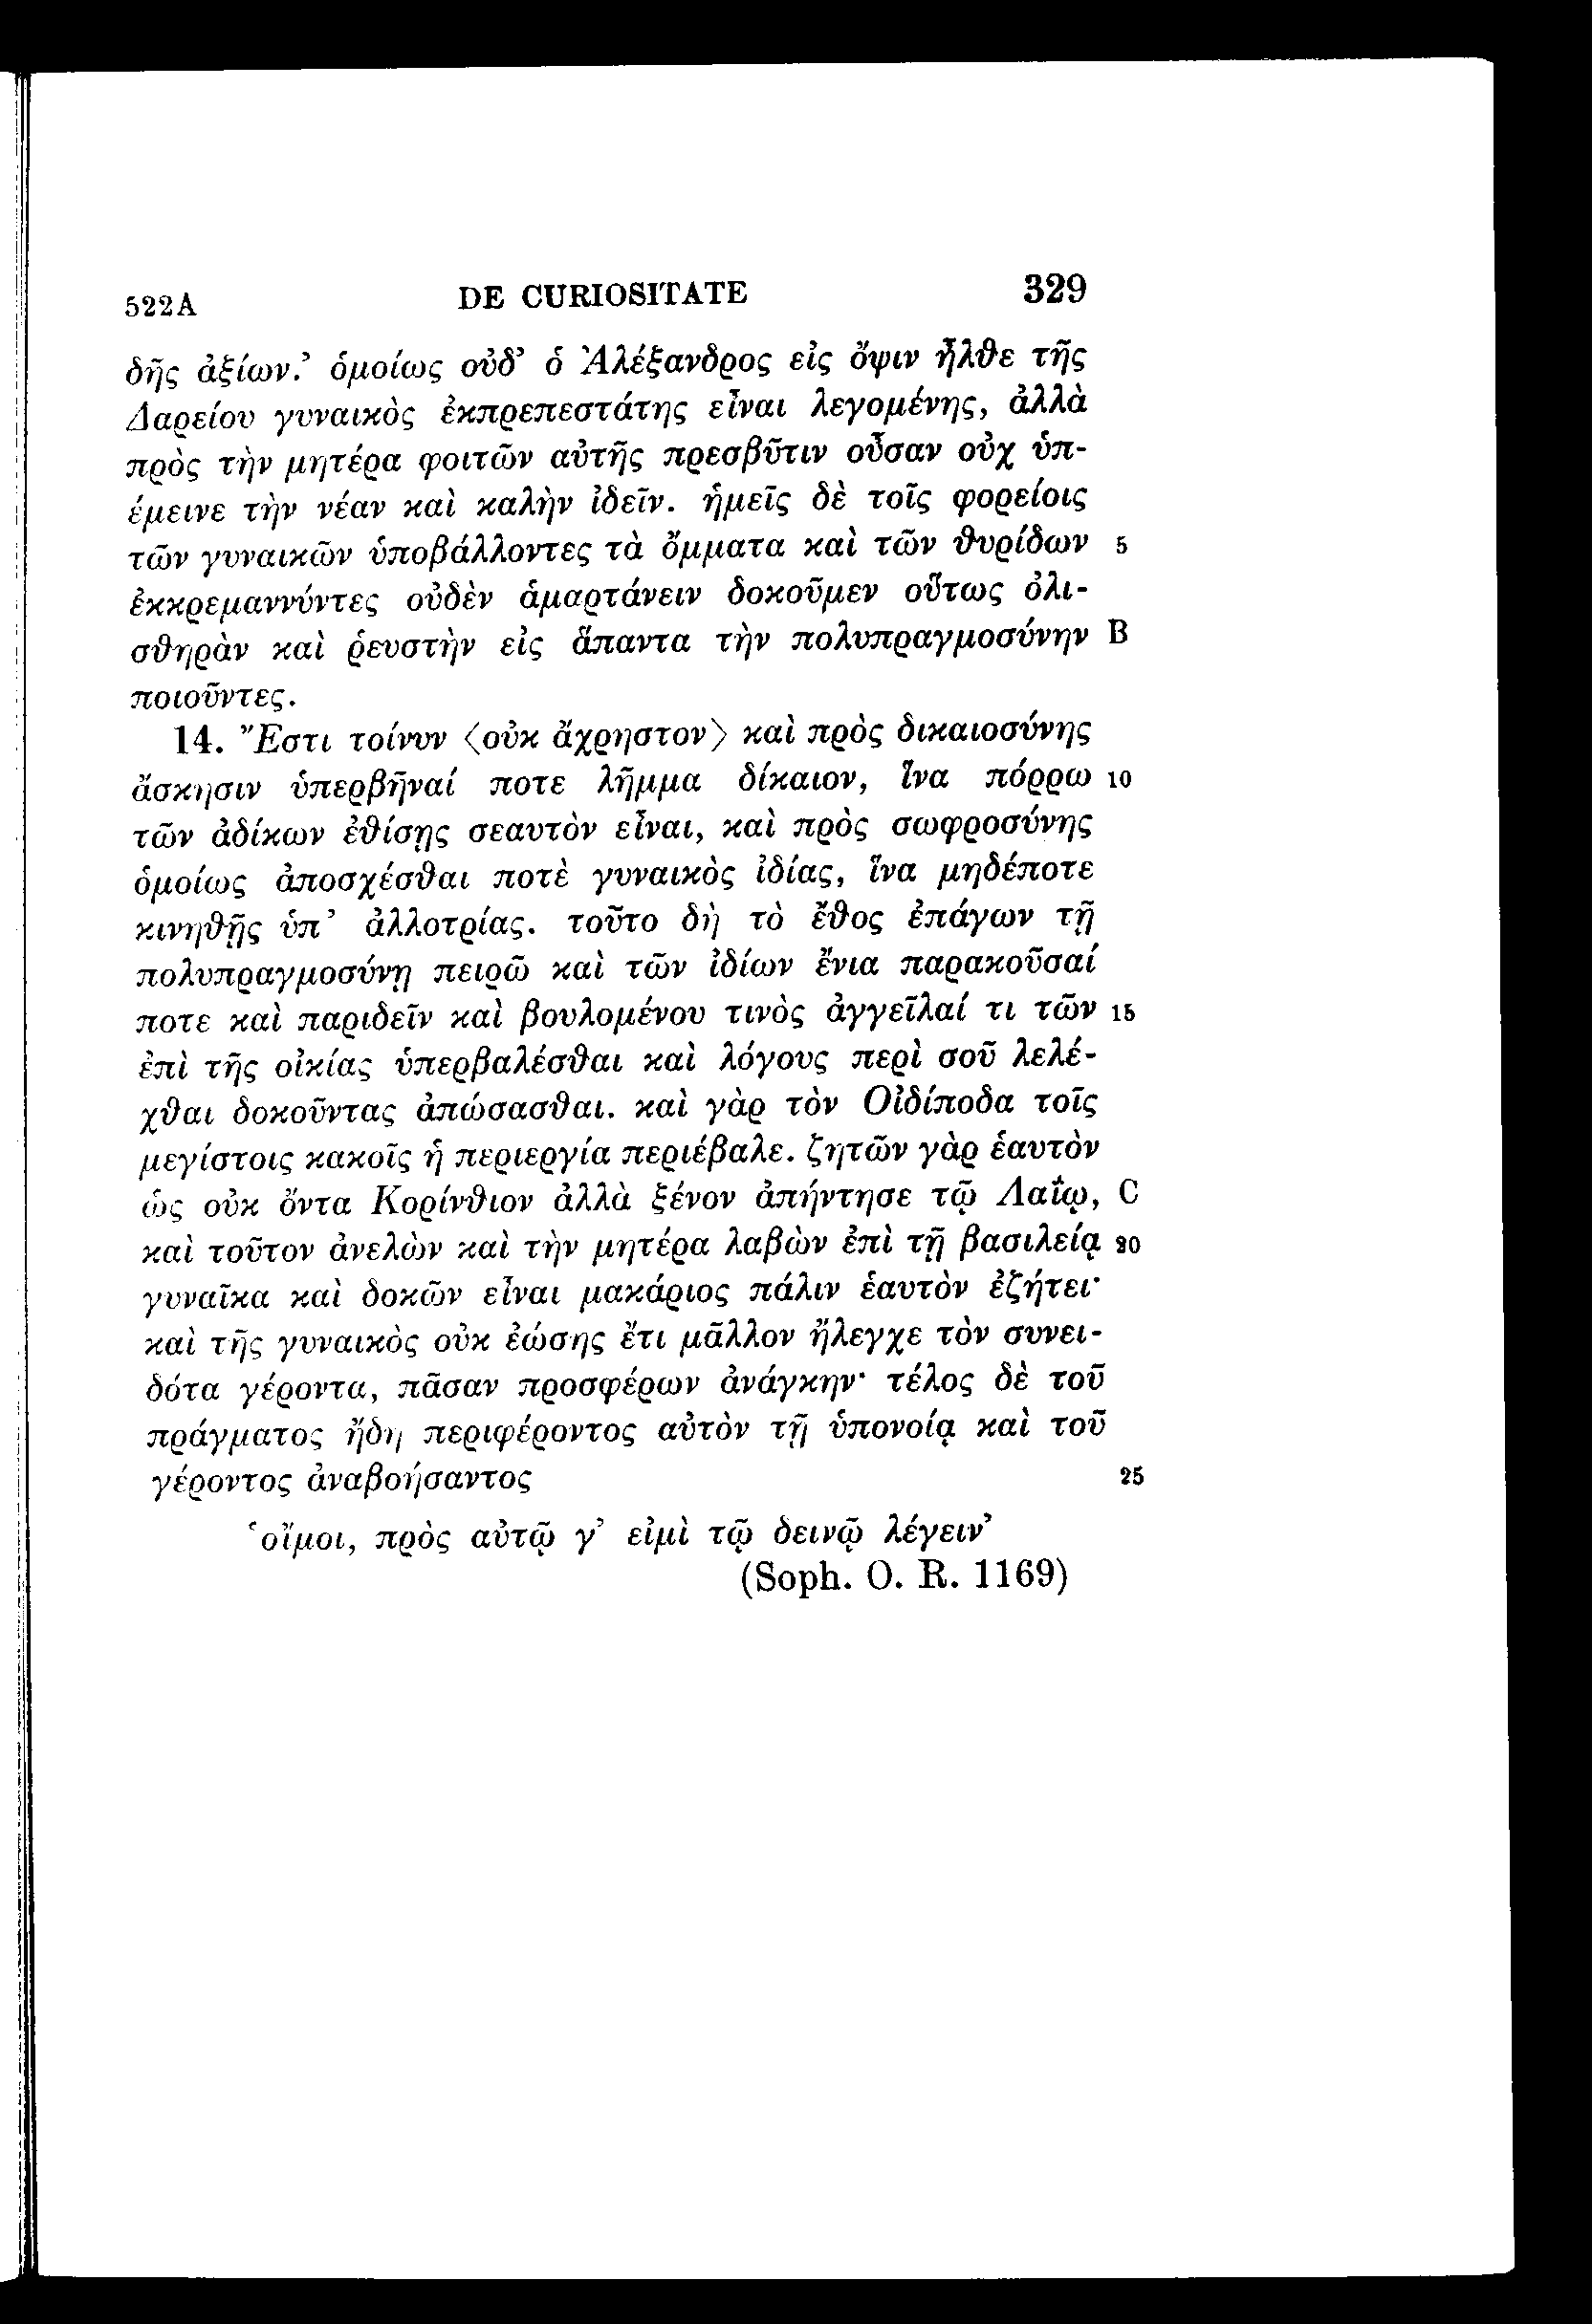 522A DE CURIOSITATE 329
δῆς ἀξίων.’ ὁμοίως οὐδ’ ὁ Ἀλέξανδρος εἰς ὄψιν ἦλθε τῆς
Δαρείου γυναικὸς ἐκπρεπεστάτης εἶναι λεγομένης, ἀλλὰ
πρὸς τὴν μητέρα φοιτῶν αὐτῆς πρεσβῦτιν οὖσαν οὐχ ὑπ-
έμεινε τὴν νέαν καὶ καλὴν ἰδεῖν. ἡμεῖς δὲ τοῖς φορείοις
τῶν γυναικῶν ὑποβάλλοντες τὰ ὄμματα καὶ τῶν θυρίδων 5
ἐκκρεμαννύντες οὐδὲν ἁμαρτάνειν δοκοῦμεν οὕτως ὀλι-
σθηρὰν καὶ ῥευστὴν εἰς ἅπαντα τὴν πολυπραγμοσύνην B
ποιοῦντες.
14. Ἔστι τοίνυν ⟨οὐκ ἄχρηστον⟩ καὶ πρὸς δικαιοσύνης
ἄσκησιν ὑπερβῆναί ποτε λῆμμα δίκαιον, ἵνα πόρρω 10
τῶν ἀδίκων ἐθίσῃς σεαυτὸν εἶναι, καὶ πρὸς σωφροσύνης
ὁμοίως ἀποσχέσθαι ποτὲ γυναικὸς ἰδίας, ἵνα μηδέποτε
κινηθῇς ὑπ’ ἀλλοτρίας. τοῦτο δὴ τὸ ἔθος ἐπάγων τῇ
πολυπραγμοσύνῃ πειρῶ καὶ τῶν ἰδίων ἔνια παρακοῦσαί
ποτε καὶ παριδεῖν καὶ βουλομένου τινὸς ἀγγεῖλαί τι τῶν 15
ἐπὶ τῆς οἰκίας ὑπερβαλέσθαι καὶ λόγους περὶ σοῦ λελέ-
χθαι δοκοῦντας ἀπώσασθαι. καὶ γὰρ τὸν Οἰδίποδα τοῖς
μεγίστοις κακοῖς ἡ περιεργία περιέβαλε. ζητῶν γὰρ ἑαυτὸν
ὡς οὐκ ὄντα Κορίνθιον ἀλλὰ ξένον ἀπήντησε τῷ Λαΐῳ, C
καὶ τοῦτον ἀνελὼν καὶ τὴν μητέρα λαβὼν ἐπὶ τῇ βασιλείᾳ 20
γυναῖκα καὶ δοκῶν εἶναι μακάριος πάλιν ἑαυτὸν ἐζήτει·
καὶ τῆς γυναικὸς οὐκ ἐώσης ἔτι μᾶλλον ἤλεγχε τὸν συνει-
δότα γέροντα, πᾶσαν προσφέρων ἀνάγκην· τέλος δὲ τοῦ
πράγματος ἤδη περιφέροντος αὐτὸν τῇ ὑπονοίᾳ καὶ τοῦ
γέροντος ἀναβοήσαντος 25
‘οἴμοι, πρὸς αὐτῷ γ’ εἰμὶ τῷ δεινῷ λέγειν’
(Soph. O. R. 1169)